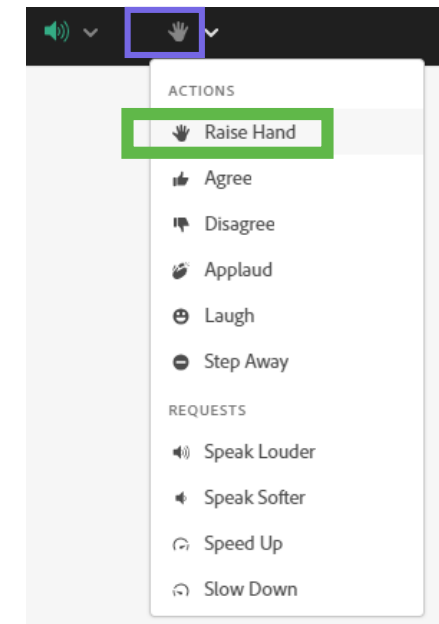 ACTIONS
Raise Hand
Agree
Disagree
Applaud
Laugh
Step Away
REQUESTS
Speak Louder
Speak Softer
Speed Up
Slow Down